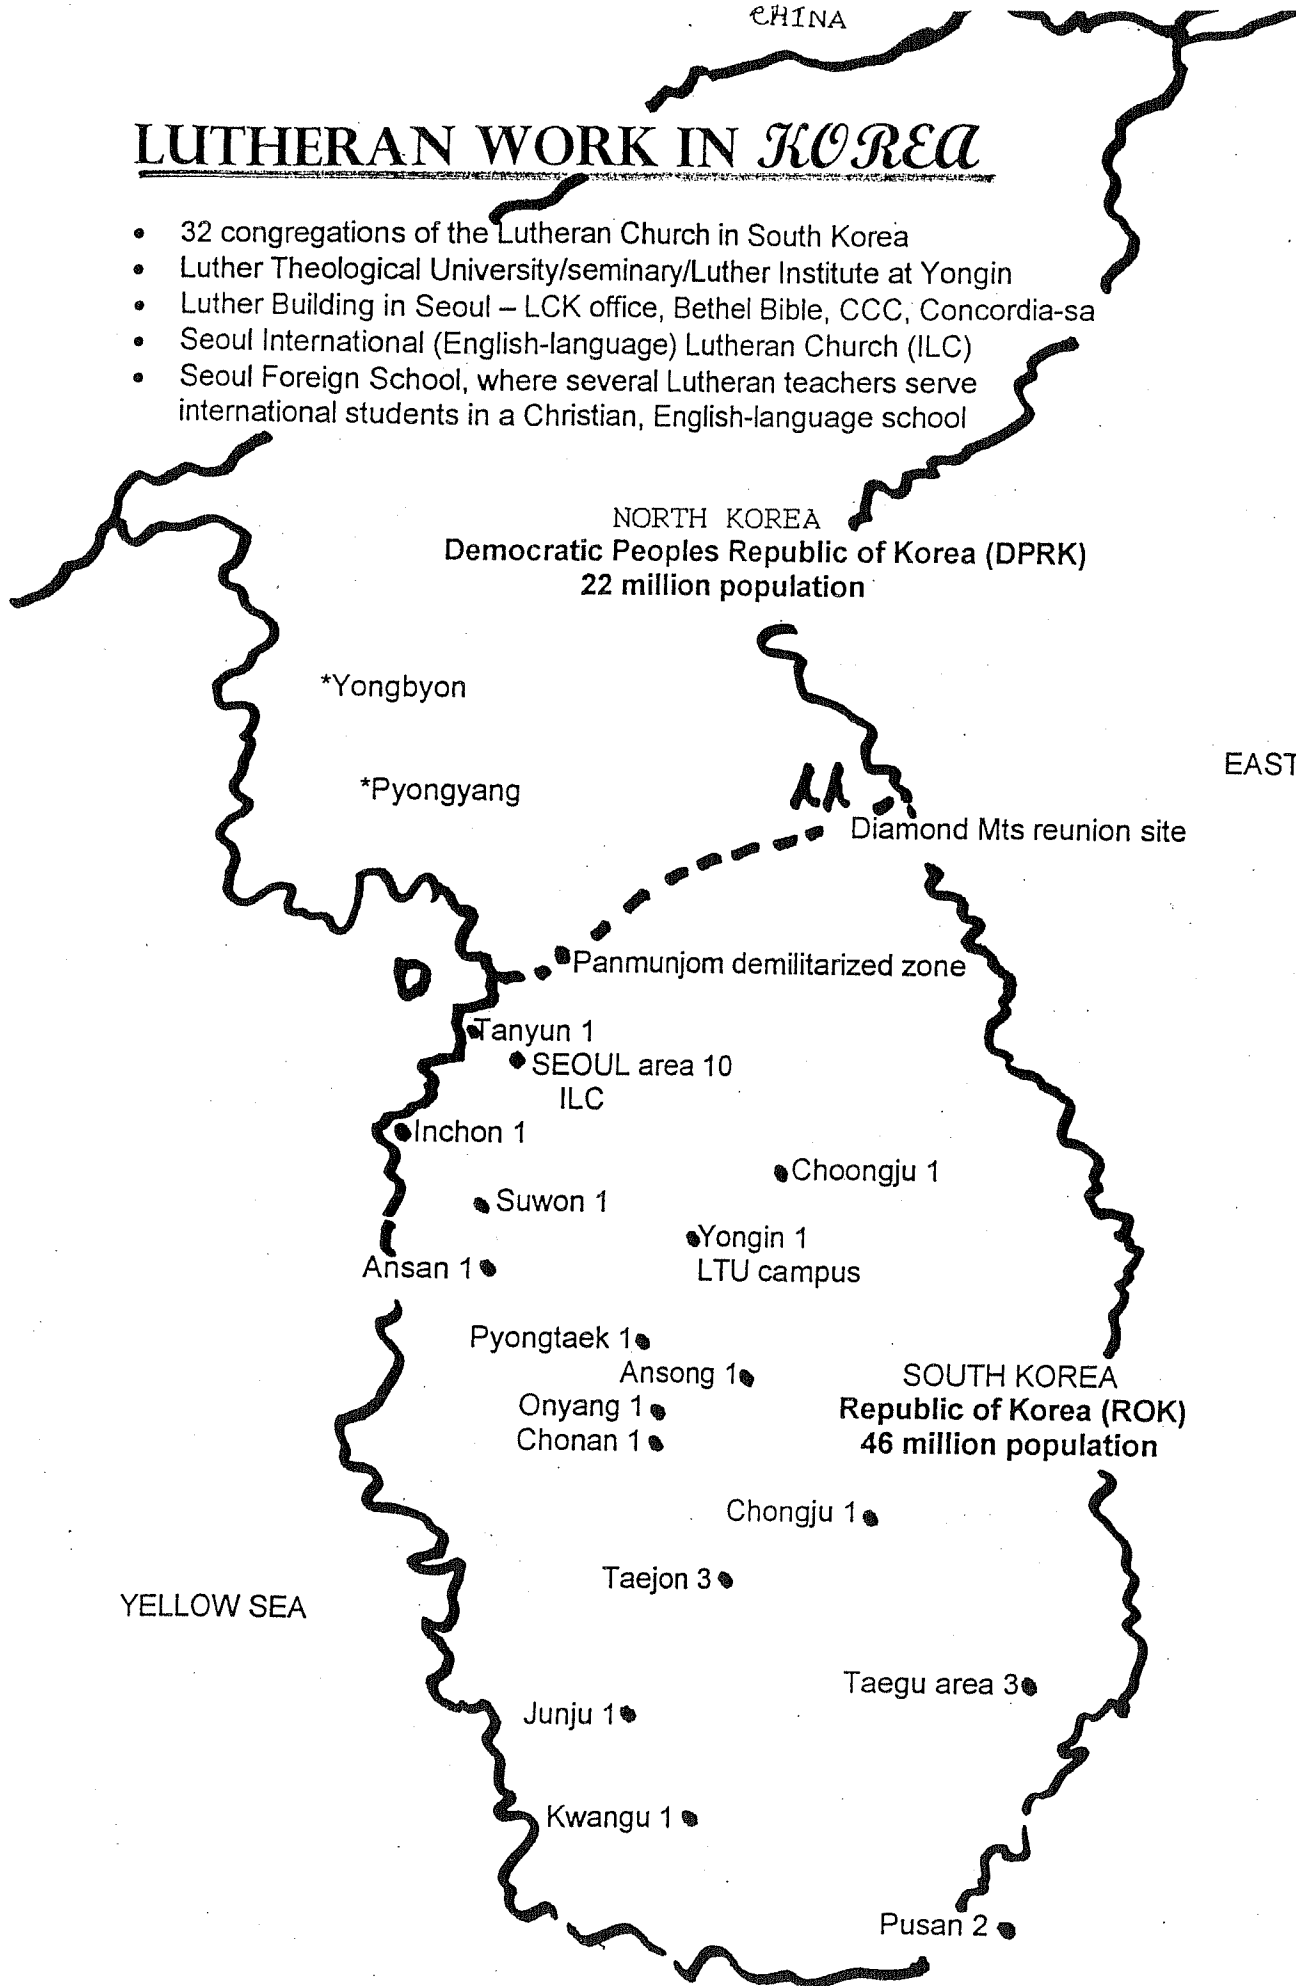 CHINA
LUTHERAN WORK IN KOREA
• 32 congregations of the Lutheran Church in South Korea
• Luther Theological University/seminary/Luther Institute at Yongin
• Luther Building in Seoul – LCK office, Bethel Bible, CCC, Concordia-sa
• Seoul International (English-language) Lutheran Church (ILC)
• Seoul Foreign School, where several Lutheran teachers serve
international students in a Christian, English-language school
NORTH KOREA
Democratic Peoples Republic of Korea (DPRK)
22 million population
*Yongbyon
EAST
*Pyongyang
Diamond Mts reunion site
Panmunjom demilitarized zone
Tanyun 1
SEOUL area 10
ILC
Inchon 1
Choongju 1
Suwon 1
Yongin 1
LTU campus
Ansan 1
Pyongtaek 1
Ansong 1
SOUTH KOREA
Onyang 1
Republic of Korea (ROK)
Chonan 1
46 million population
Chongju 1
Taejon 3
YELLOW SEA
Taegu area 3
Junju 1
Kwangu 1
Pusan 2